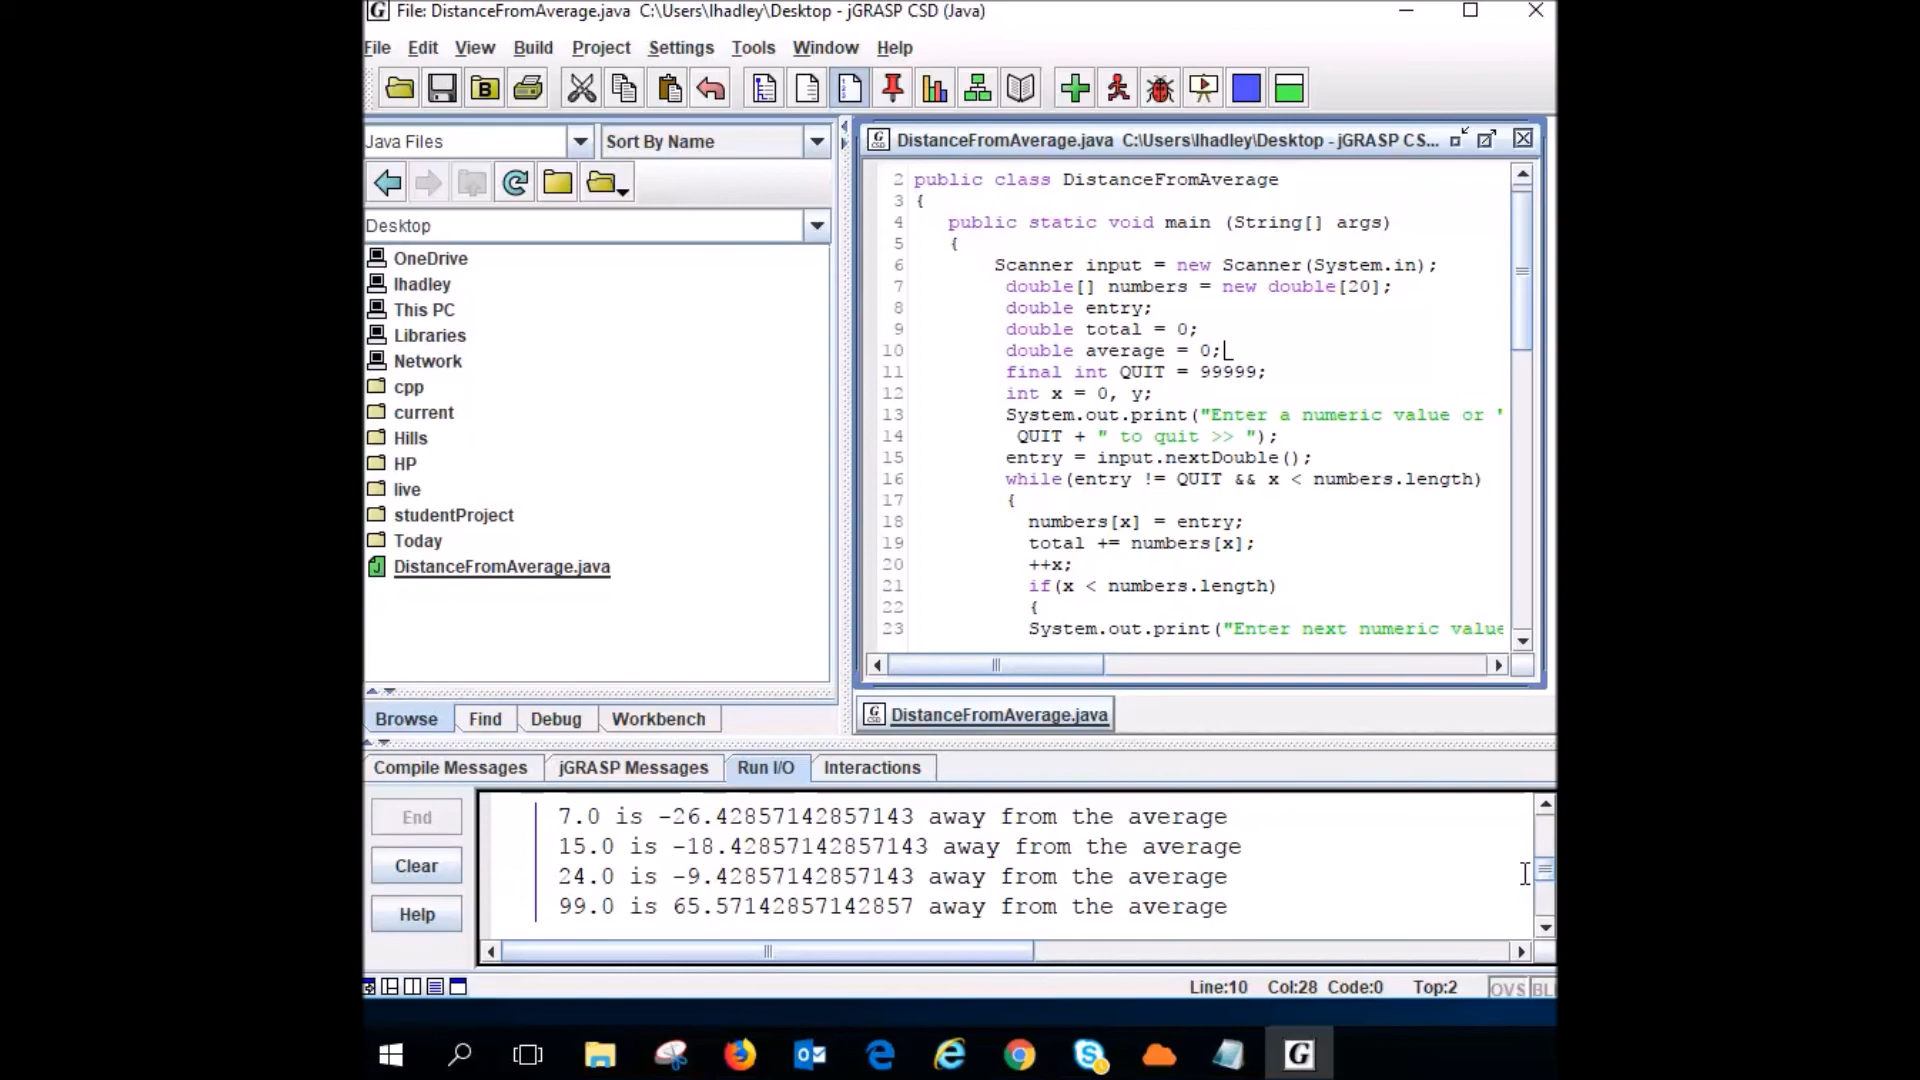 File: DistanceFromAverage.java C:\Users\lhadley\Desktop - jGRASP CSD (Java)
File Edit View Build Project Settings Tools Window Help
Java Files
Sort By Name
Desktop
OneDrive
lhadley
This PC
Libraries
Network
cpp
current
Hills
HP
live
studentProject
Today
DistanceFromAverage.java
Browse Find Debug Workbench
DistanceFromAverage.java C:\Users\lhadley\Desktop - jGRASP CS...
2 public class DistanceFromAverage
3 {
4 public static void main (String[] args)
5 {
6 Scanner input = new Scanner(System.in);
7 double[] numbers = new double[20];
8 double entry;
9 double total = 0;
10 double average = 0;
11 final int QUIT = 99999;
12 int x = 0, y;
13 System.out.print("Enter a numeric value or "
14 QUIT + " to quit >> ");
15 entry = input.nextDouble();
16 while(entry != QUIT && x < numbers.length)
17 {
18 numbers[x] = entry;
19 total += numbers[x];
20 ++x;
21 if(x < numbers.length)
22 {
23 System.out.print("Enter next numeric value
DistanceFromAverage.java
Compile Messages jGRASP Messages Run I/O Interactions
End
Clear
Help
7.0 is -26.42857142857143 away from the average
15.0 is -18.42857142857143 away from the average
24.0 is -9.42857142857143 away from the average
99.0 is 65.57142857142857 away from the average
Line:10 Col:28 Code:0 Top:2 OVS BL